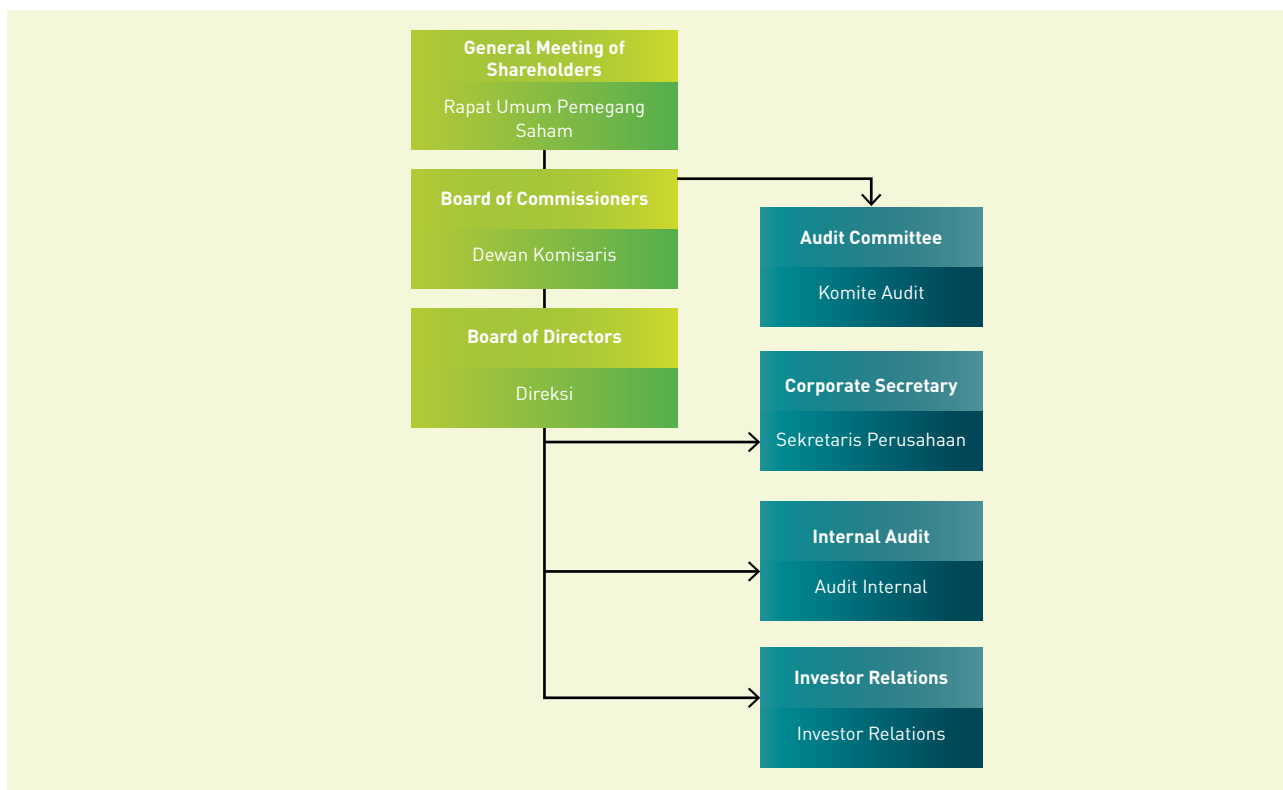 General Meeting of
Shareholders
Rapat Umum Pemegang
Saham
Board of Commissioners
Dewan Komisaris
Audit Committee
Komite Audit
Board of Directors
Direksi
Corporate Secretary
Sekretaris Perusahaan
Internal Audit
Audit Internal
Investor Relations
Investor Relations